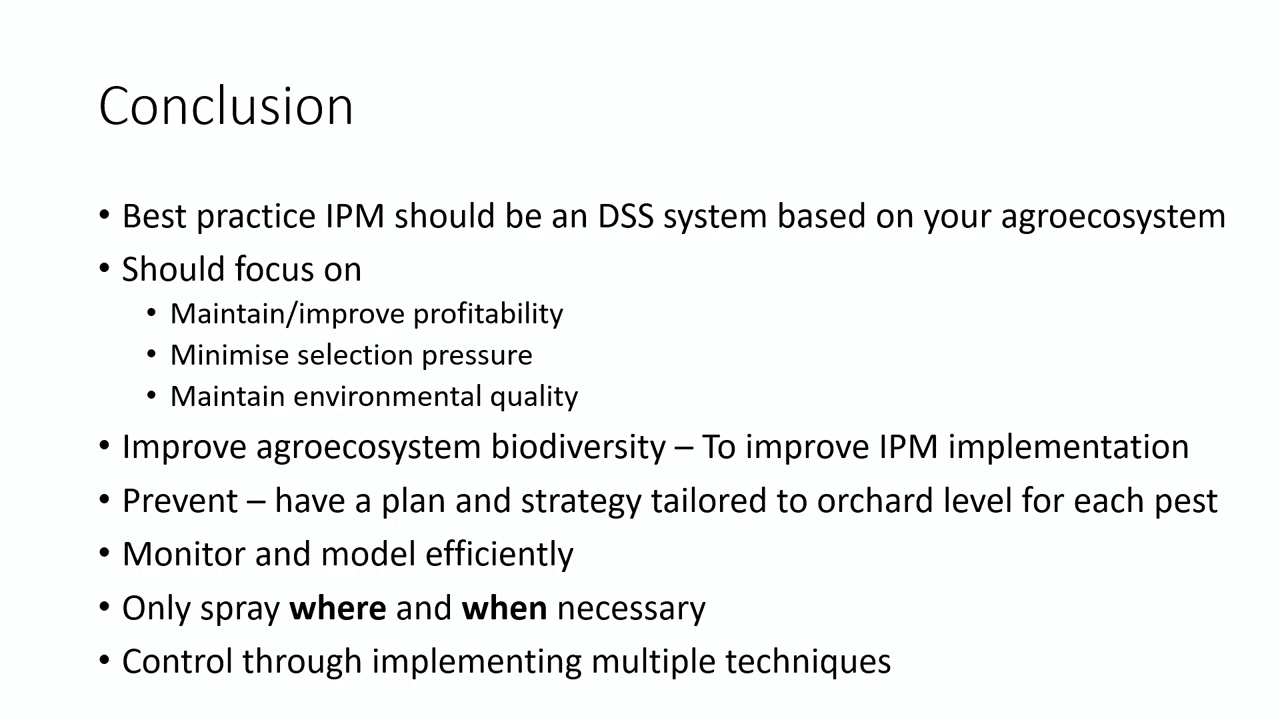 Conclusion
• Best practice IPM should be an DSS system based on your agroecosystem
• Should focus on
• Maintain/improve profitability
• Minimise selection pressure
• Maintain environmental quality
• Improve agroecosystem biodiversity – To improve IPM implementation
• Prevent – have a plan and strategy tailored to orchard level for each pest
• Monitor and model efficiently
• Only spray where and when necessary
• Control through implementing multiple techniques